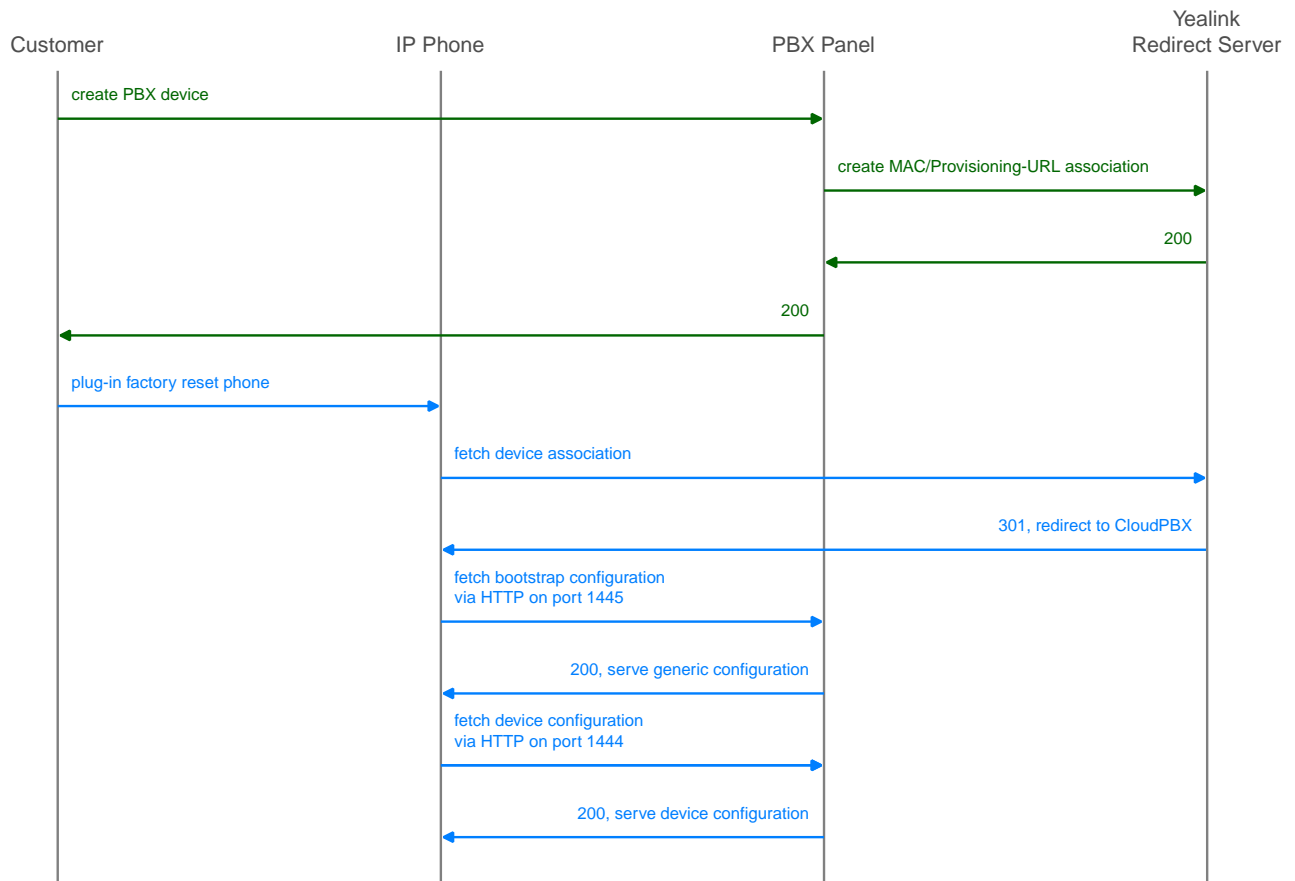 Yealink
Customer
IP Phone
PBX Panel
Redirect Server
create PBX device
create MAC/Provisioning-URL association
200
200
plug-in factory reset phone
fetch device association
301, redirect to CloudPBX
fetch bootstrap configuration
via HTTP on port 1445
200, serve generic configuration
fetch device configuration
via HTTP on port 1444
200, serve device configuration